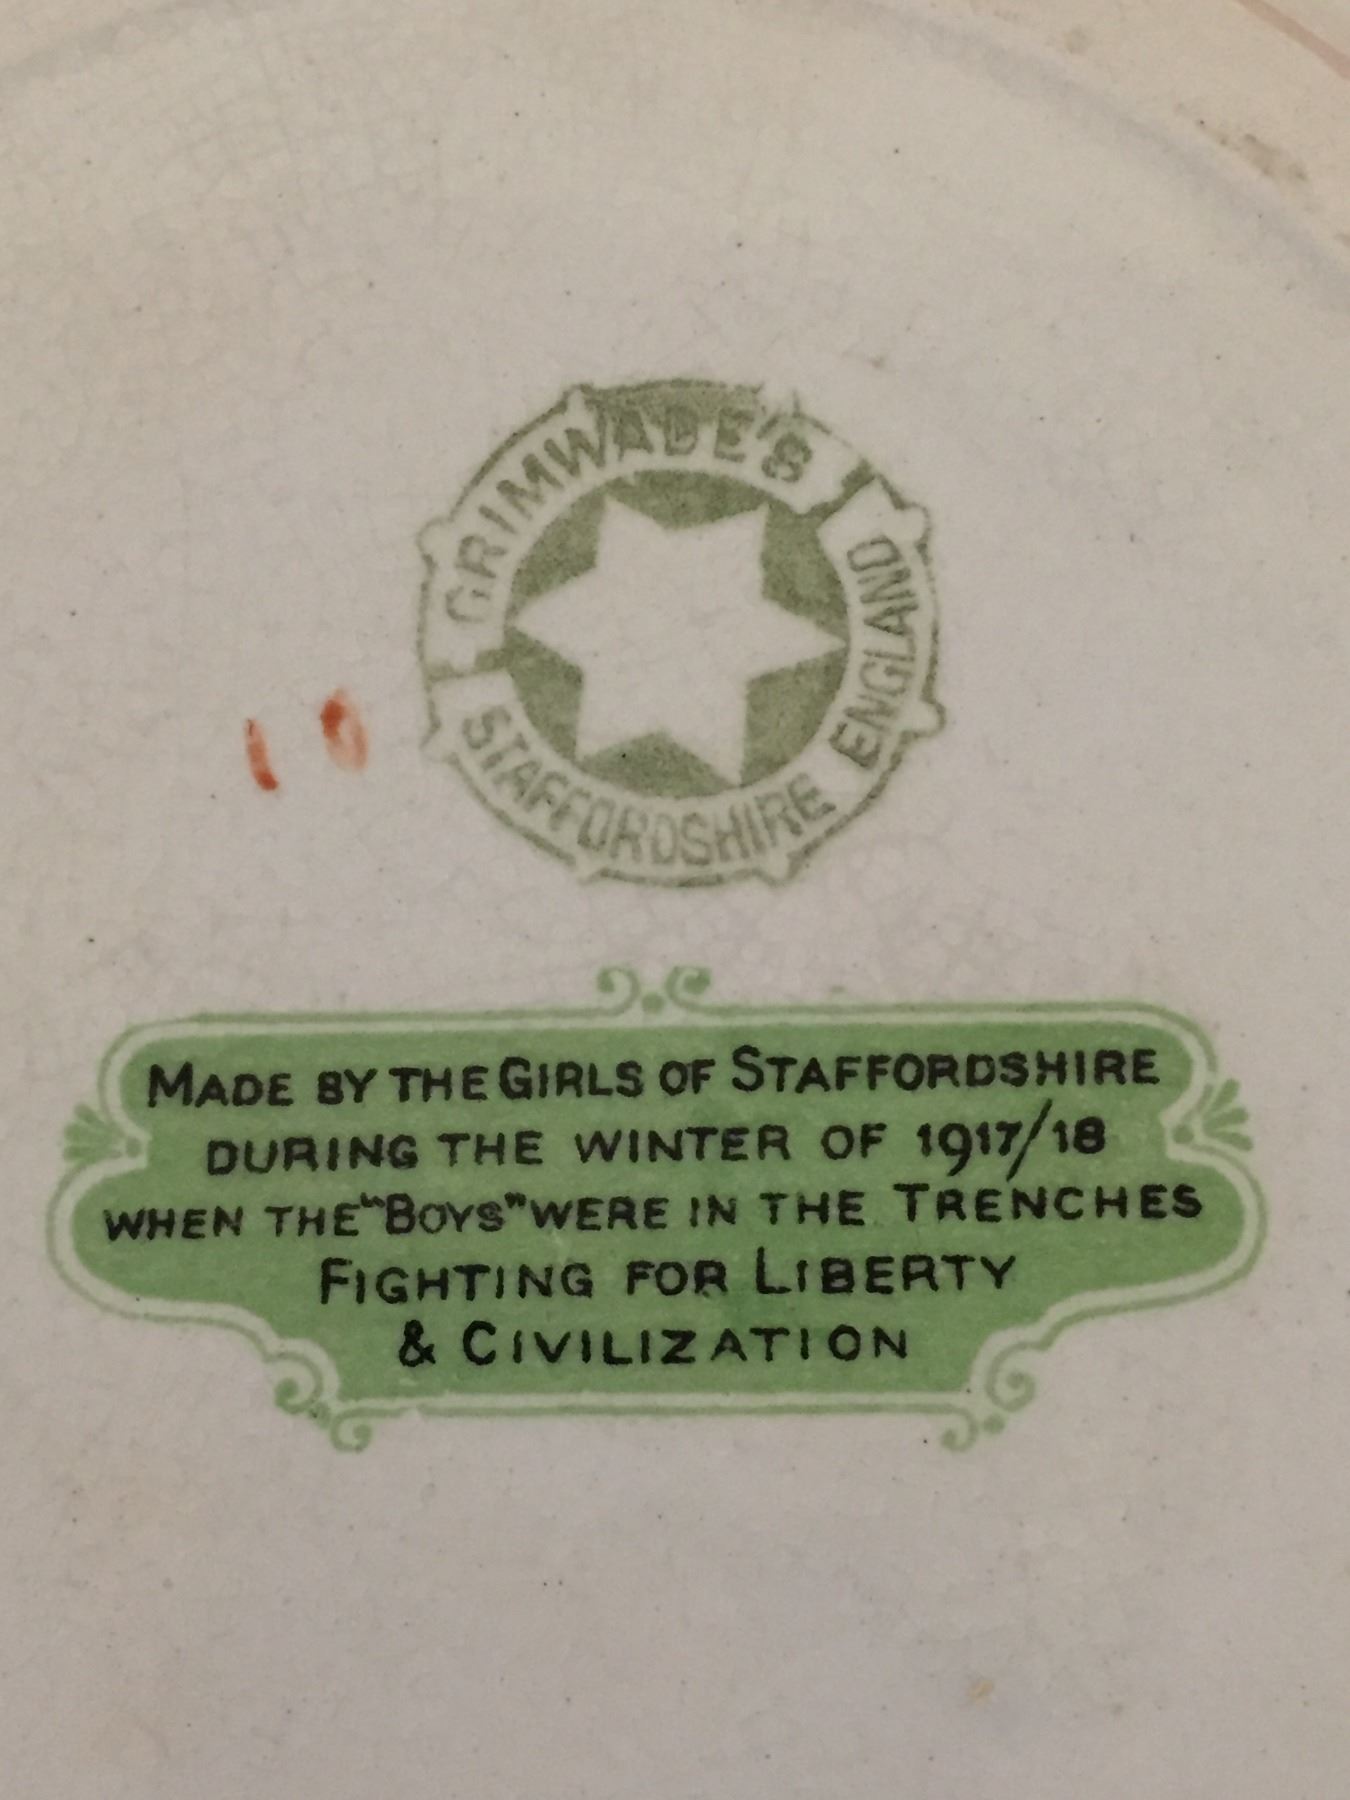 GRIMWADE'S
STAFFORDSHIRE ENGLAND
MADE BY THE GIRLS OF STAFFORDSHIRE
DURING THE WINTER OF 1917/18
WHEN THE "BOYS" WERE IN THE TRENCHES
FIGHTING FOR LIBERTY
& CIVILIZATION